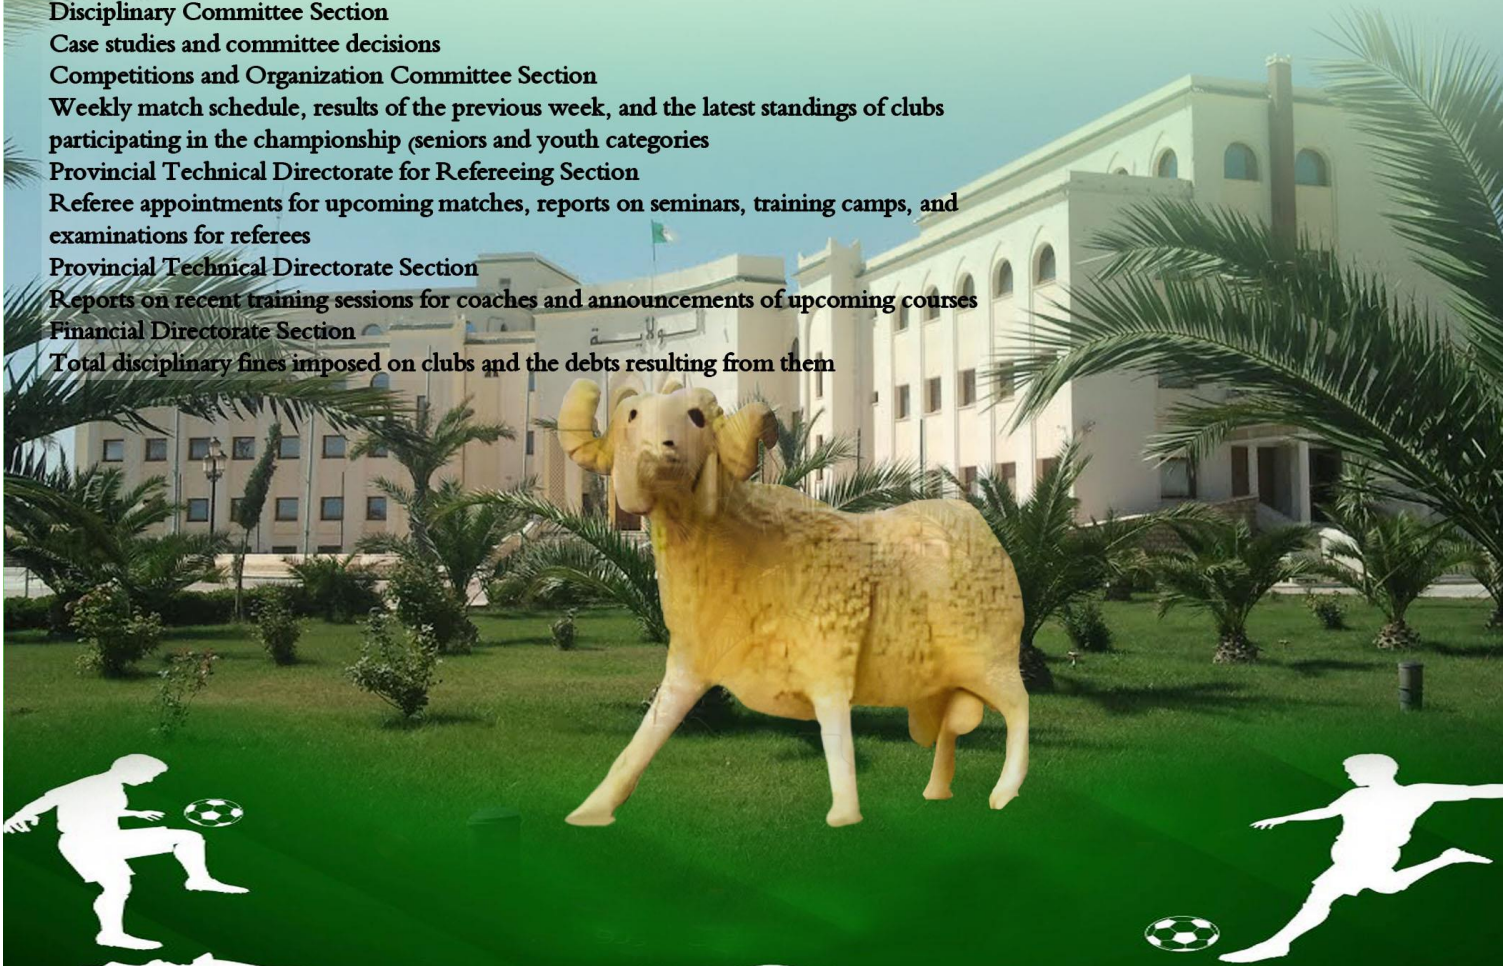 Disciplinary Committee Section
Case studies and committee decisions
Competitions and Organization Committee Section
Weekly match schedule, results of the previous week, and the latest standings of clubs
participating in the championship (seniors and youth categories
Provincial Technical Directorate for Refereeing Section
Referee appointments for upcoming matches, reports on seminars, training camps, and
examinations for referees
Provincial Technical Directorate Section
Reports on recent training sessions for coaches and announcements of upcoming courses
Financial Directorate Section
الولايـــة
Total disciplinary fines imposed on clubs and the debts resulting from them